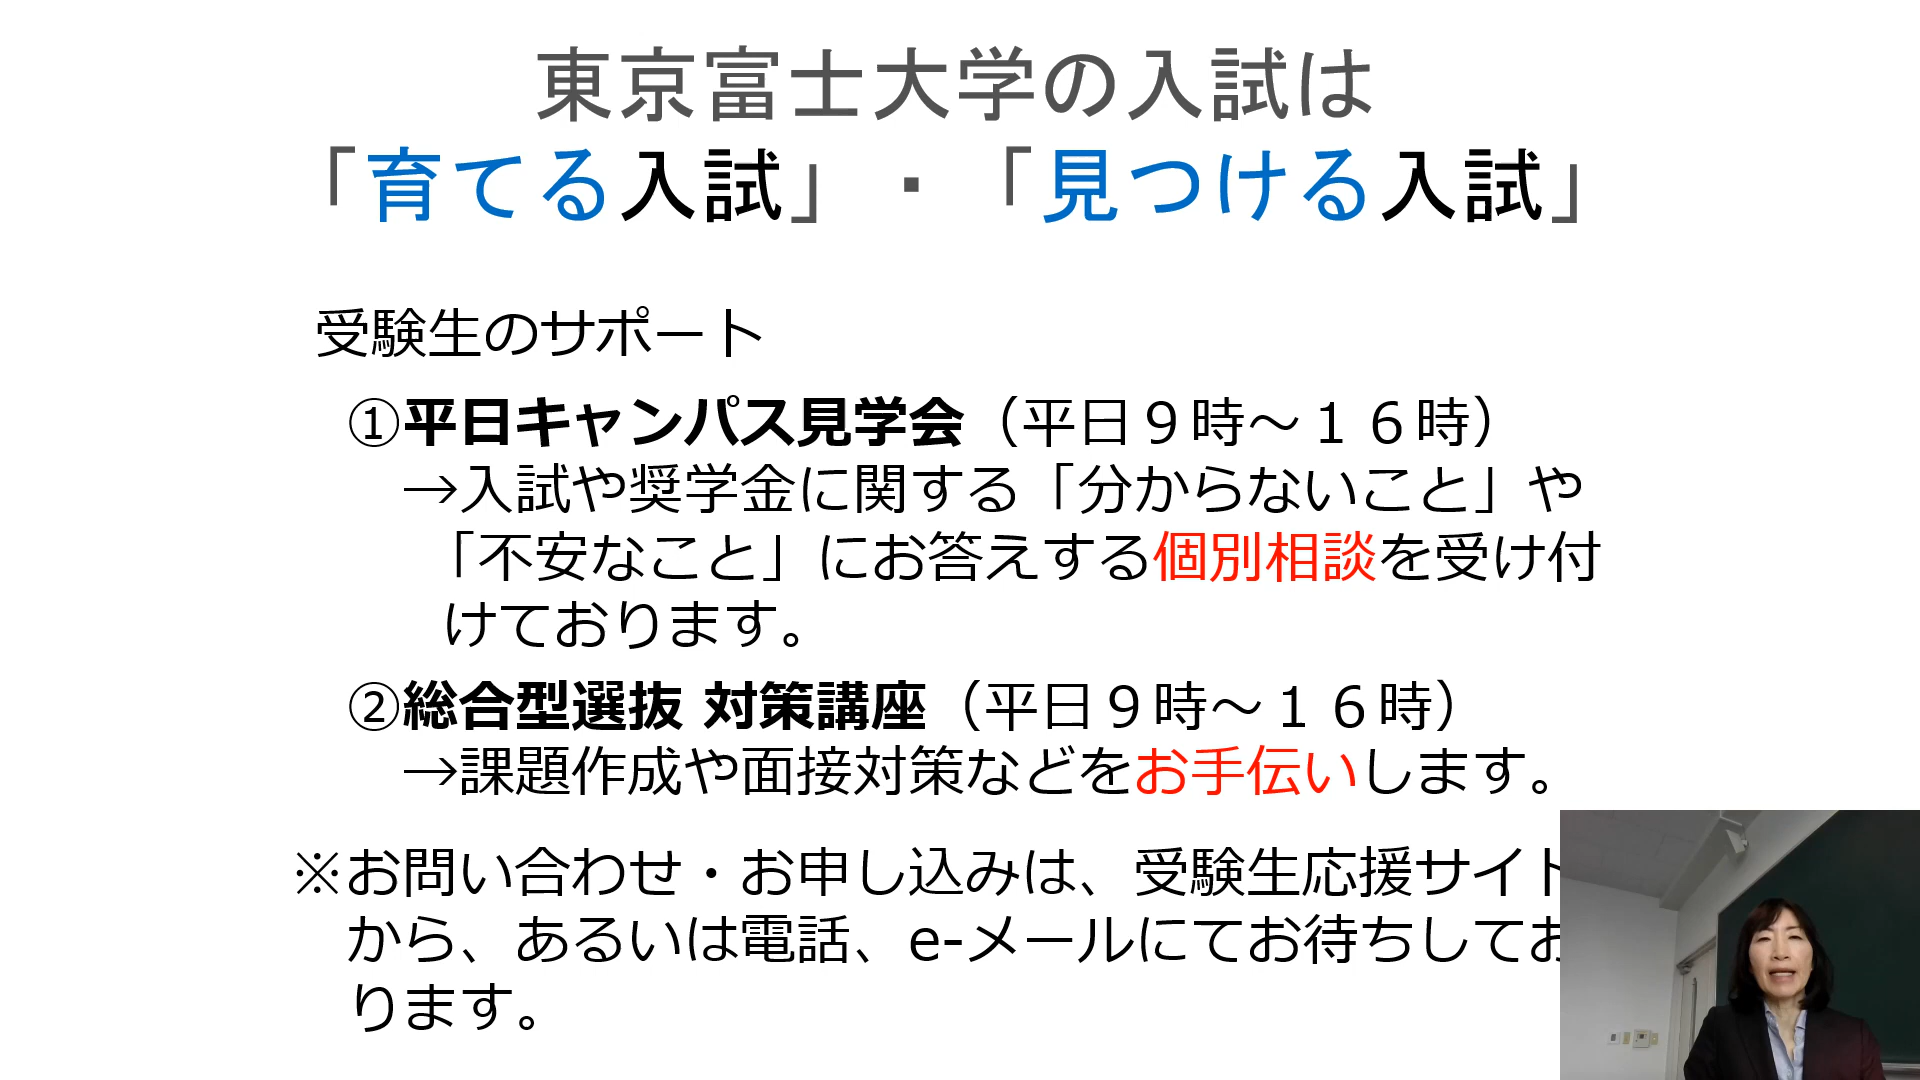 東京富士大学の入試は
「育てる入試」・「見つける入試」
受験生のサポート
①平日キャンパス見学会（平日９時～１６時）
→入試や奨学金に関する「分からないこと」や
「不安なこと」にお答えする個別相談を受け付
けております。
②総合型選抜 対策講座（平日９時～１６時）
→課題作成や面接対策などをお手伝いします。
※お問い合わせ・お申し込みは、受験生応援サイト
から、あるいは電話、e-メールにてお待ちしてお
ります。